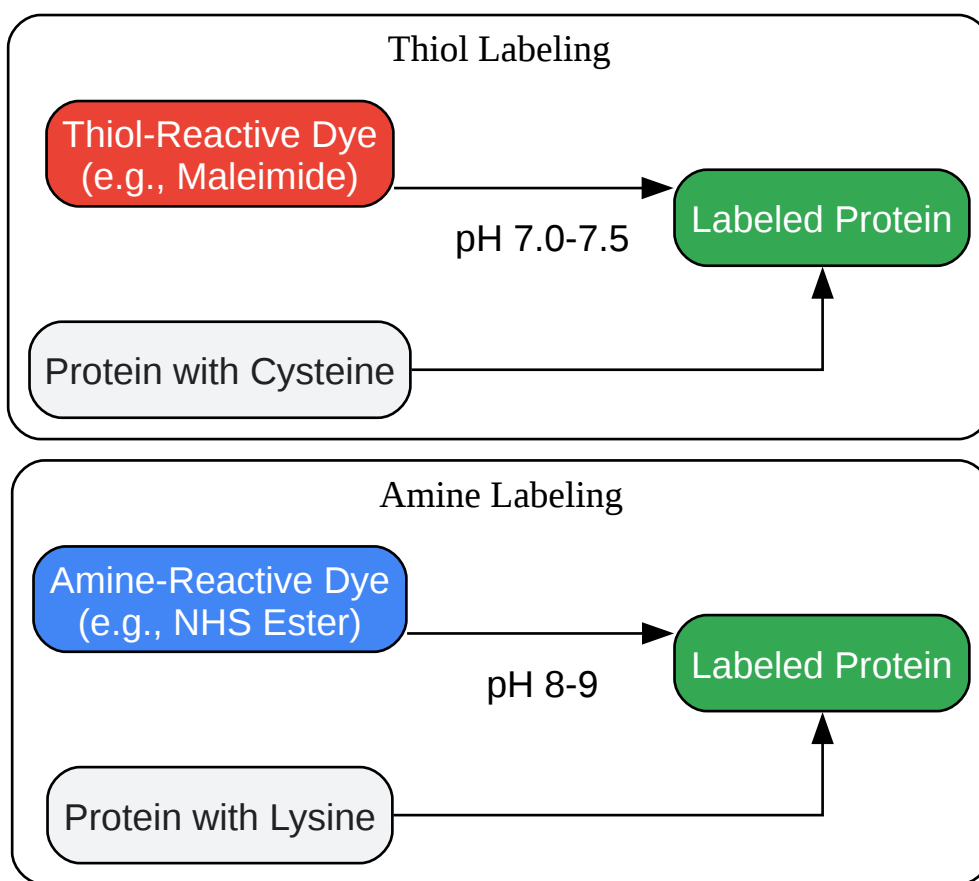 Thiol Labeling
Thiol-Reactive Dye
(e.g., Maleimide)
pH 7.0-7.5
Labeled Protein
Protein with Cysteine
Amine Labeling
Amine-Reactive Dye
(e.g., NHS Ester)
pH 8-9
Labeled Protein
Protein with Lysine